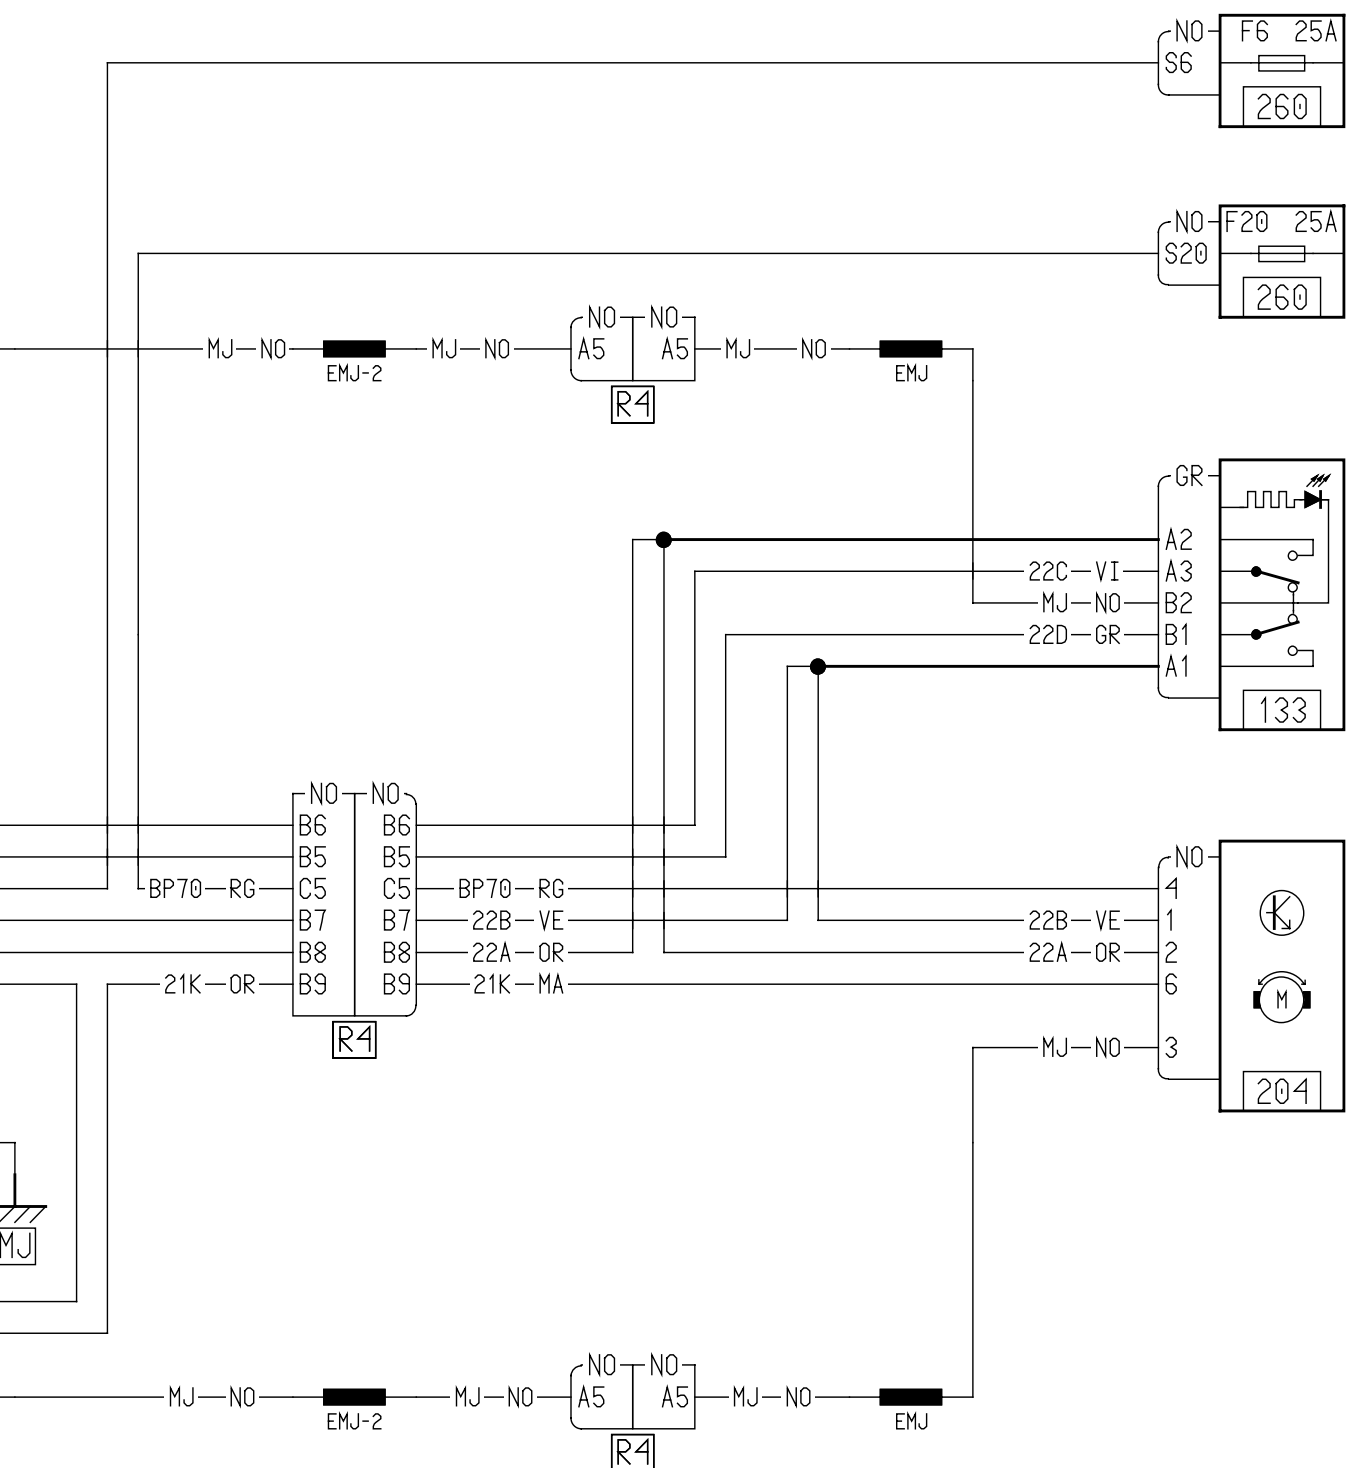 NO F6 25A
S6
260
NO F20 25A
S20
260
NO NO
MJ NO MJ NO A5 A5 MJ NO
EMJ-2 EMJ
R4
GR
A2
22C VI A3
MJ NO B2
22D GR B1
A1
133
NO NO
B6 B6
B5 B5 NO
BP70 RG C5 C5 BP70 RG 4
B7 B7 22B VE 22B VE 1
B8 B8 22A OR 22A OR 2
21K OR B9 B9 21K MA 6
R4
MJ NO 3
204
MJ
NO NO
MJ NO MJ NO A5 A5 MJ NO
EMJ-2 EMJ
R4
M